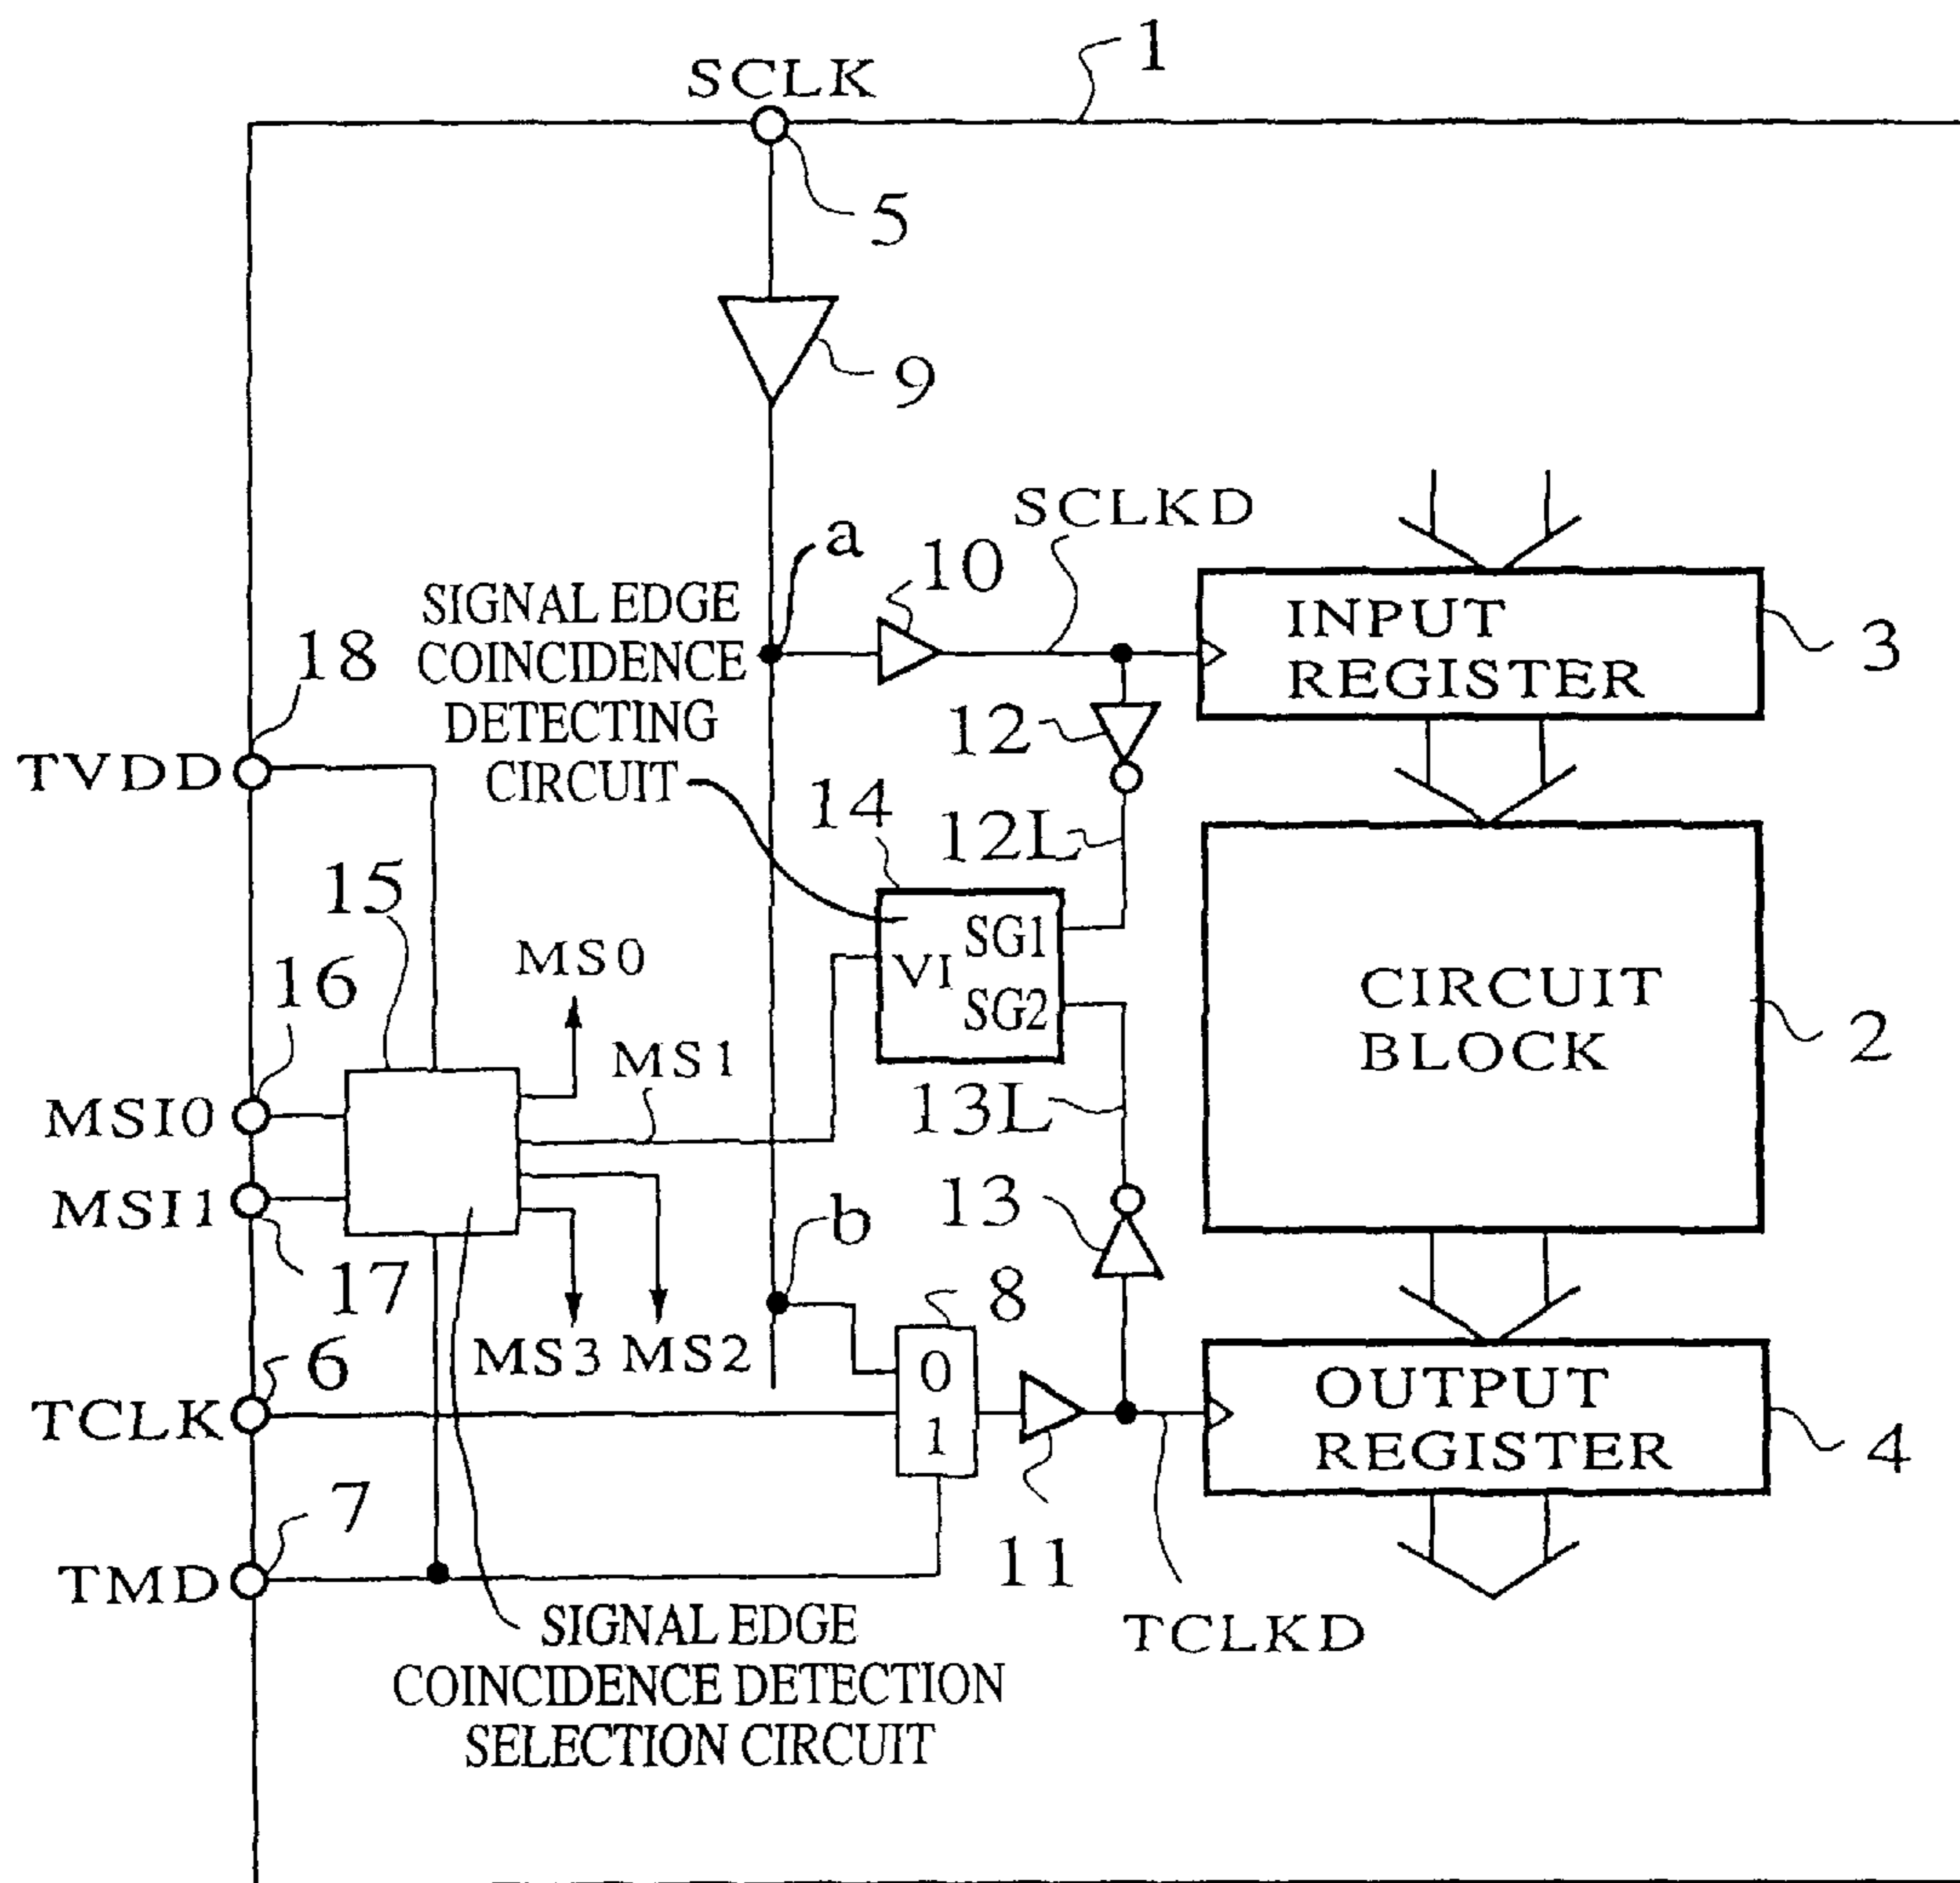 1
SCLK
5
9
a
10
SCLKD
SIGNAL EDGE
COINCIDENCE
DETECTING
CIRCUIT
INPUT
REGISTER
3
18
TVDD
12
14
12L
15
16
MS0
SG1
VI
SG2
CIRCUIT
BLOCK
2
MS1
MSI0
13L
MSI1
17
13
b
8
MS3
MS2
6
TCLK
0
1
OUTPUT
REGISTER
4
7
TMD
11
TCLKD
SIGNAL EDGE
COINCIDENCE DETECTION
SELECTION CIRCUIT